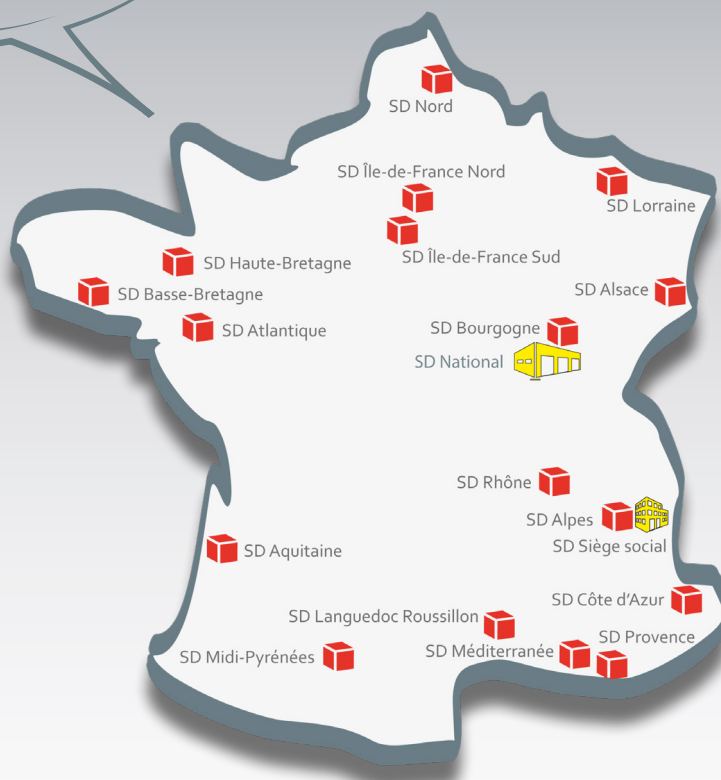 SD Nord
SD Île-de-France Nord
SD Lorraine
SD Île-de-France Sud
SD Haute-Bretagne
SD Basse-Bretagne
SD Alsace
SD Atlantique
SD Bourgogne
SD National
SD Rhône
SD Alpes
SD Siège social
SD Aquitaine
SD Côte d'Azur
SD Languedoc Roussillon
SD Provence
SD Méditerranée
SD Midi-Pyrénées